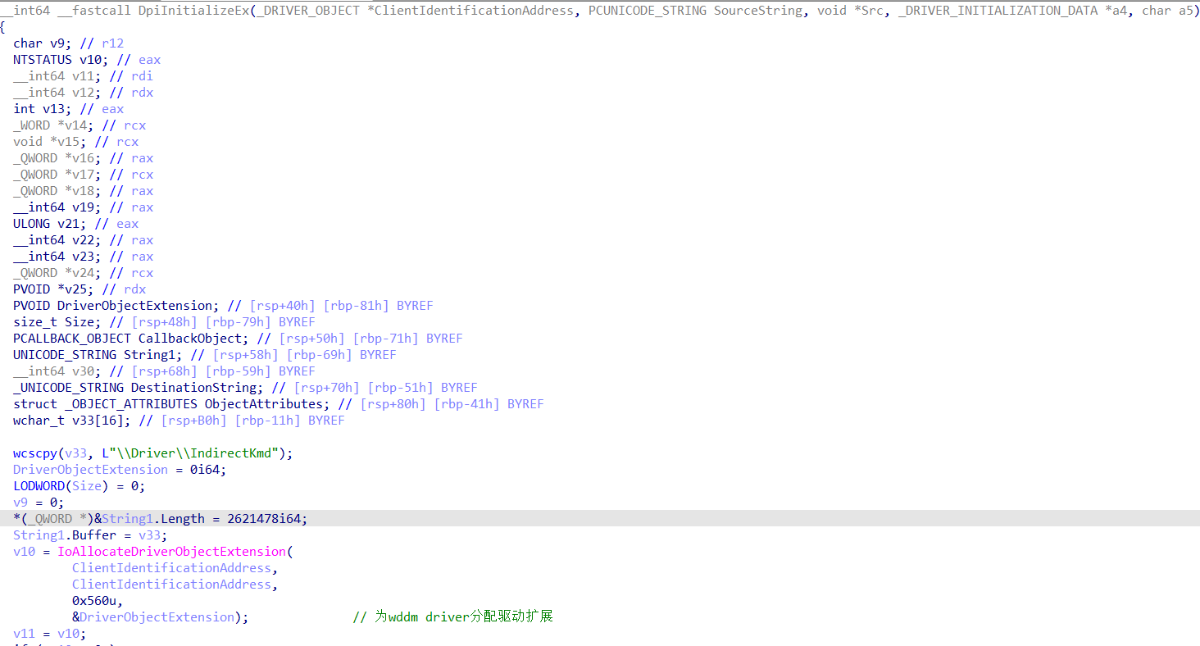 __int64 __fastcall DpiInitializeEx(_DRIVER_OBJECT *ClientIdentificationAddress, PCUNICODE_STRING SourceString, void *Src, _DRIVER_INITIALIZATION_DATA *a4, char a5)
{
char v9; // r12
NTSTATUS v10; // eax
__int64 v11; // rdi
__int64 v12; // rdx
int v13; // eax
_WORD *v14; // rcx
void *v15; // rcx
_QWORD *v16; // rax
_QWORD *v17; // rcx
_QWORD *v18; // rax
__int64 v19; // rax
ULONG v21; // eax
__int64 v22; // rax
__int64 v23; // rax
_QWORD *v24; // rcx
PVOID *v25; // rdx
PVOID DriverObjectExtension; // [rsp+40h] [rbp-81h] BYREF
size_t Size; // [rsp+48h] [rbp-79h] BYREF
PCALLBACK_OBJECT CallbackObject; // [rsp+50h] [rbp-71h] BYREF
UNICODE_STRING String1; // [rsp+58h] [rbp-69h] BYREF
__int64 v30; // [rsp+68h] [rbp-59h] BYREF
_UNICODE_STRING DestinationString; // [rsp+70h] [rbp-51h] BYREF
struct _OBJECT_ATTRIBUTES ObjectAttributes; // [rsp+80h] [rbp-41h] BYREF
wchar_t v33[16]; // [rsp+B0h] [rbp-11h] BYREF
wcscpy(v33, L"\\Driver\\IndirectKmd");
DriverObjectExtension = 0i64;
LODWORD(Size) = 0;
v9 = 0;
*(_QWORD *)&String1.Length = 2621478i64;
String1.Buffer = v33;
v10 = IoAllocateDriverObjectExtension(
ClientIdentificationAddress,
ClientIdentificationAddress,
0x560u,
&DriverObjectExtension); // 为wddm driver分配驱动扩展
v11 = v10;